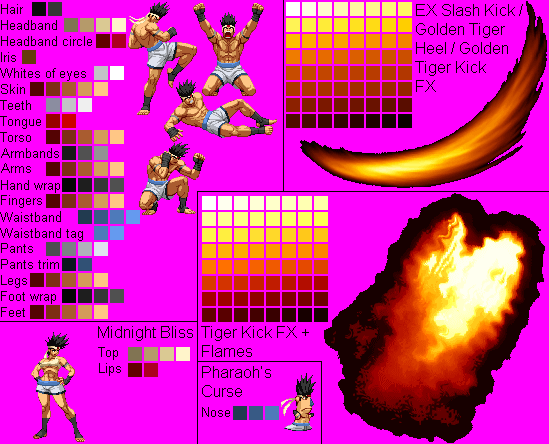 Hair
Headband
Headband circle
Iris
Whites of eyes
Skin
Teeth
Tongue
Torso
Armbands
Arms
Hand wrap
Fingers
Waistband
Waistband tag
Pants
Pants trim
Legs
Foot wrap
Feet
EX Slash Kick /
Golden Tiger
Heel / Golden
Tiger Kick
FX
Midnight Bliss
Top
Lips
Tiger Kick FX +
Flames
Pharaoh's
Curse
Nose